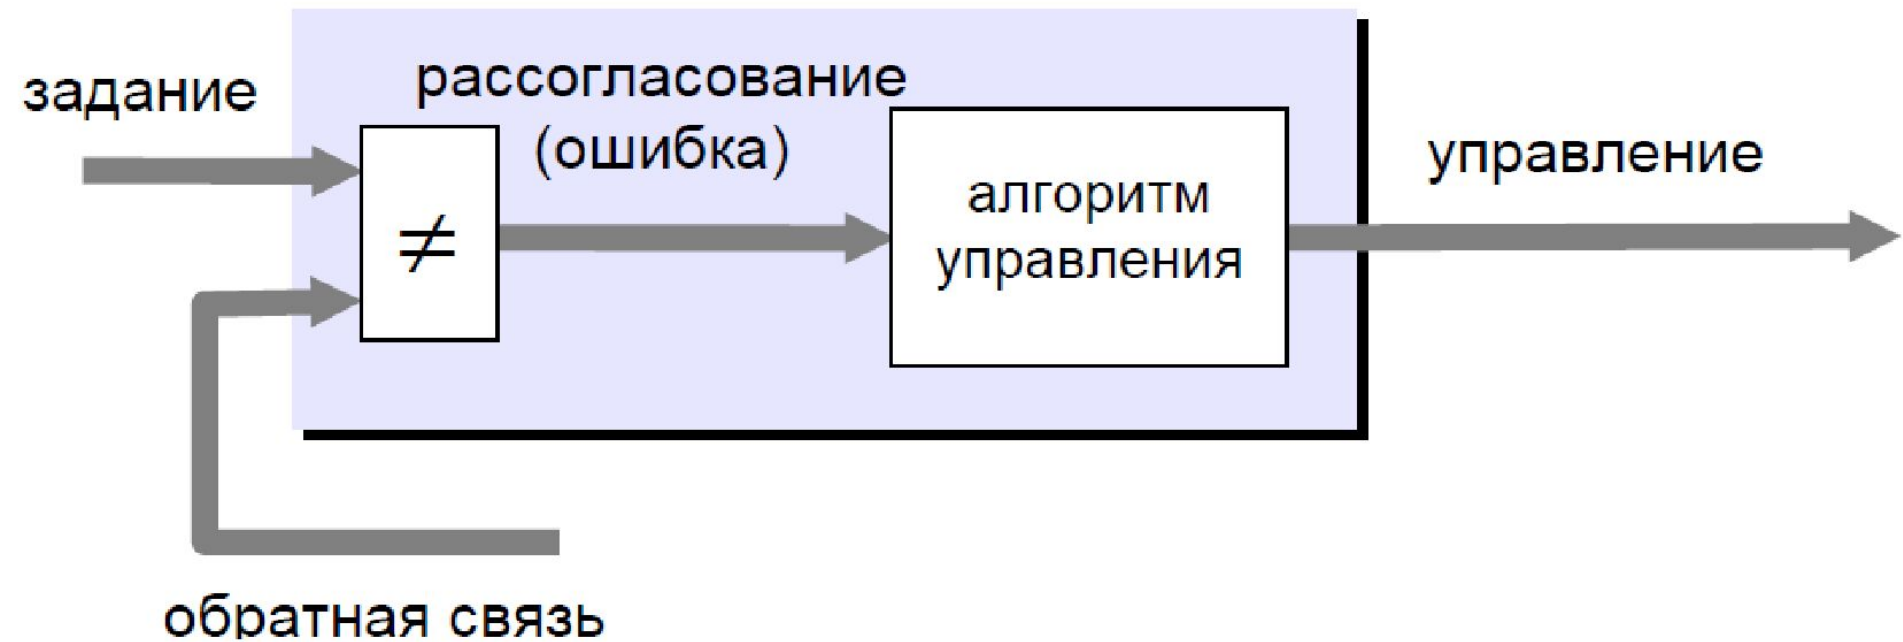 задание
рассогласование
(ошибка)
≠
алгоритм
управления
управление
обратная связь